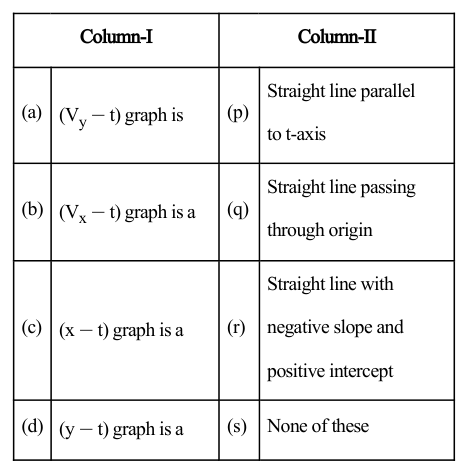 Column-I Column-II
(a) (V_y − t) graph is (p) Straight line parallel
to t-axis
(b) (V_x − t) graph is a (q) Straight line passing
through origin
(c) (x − t) graph is a (r) Straight line with
negative slope and
positive intercept
(d) (y − t) graph is a (s) None of these